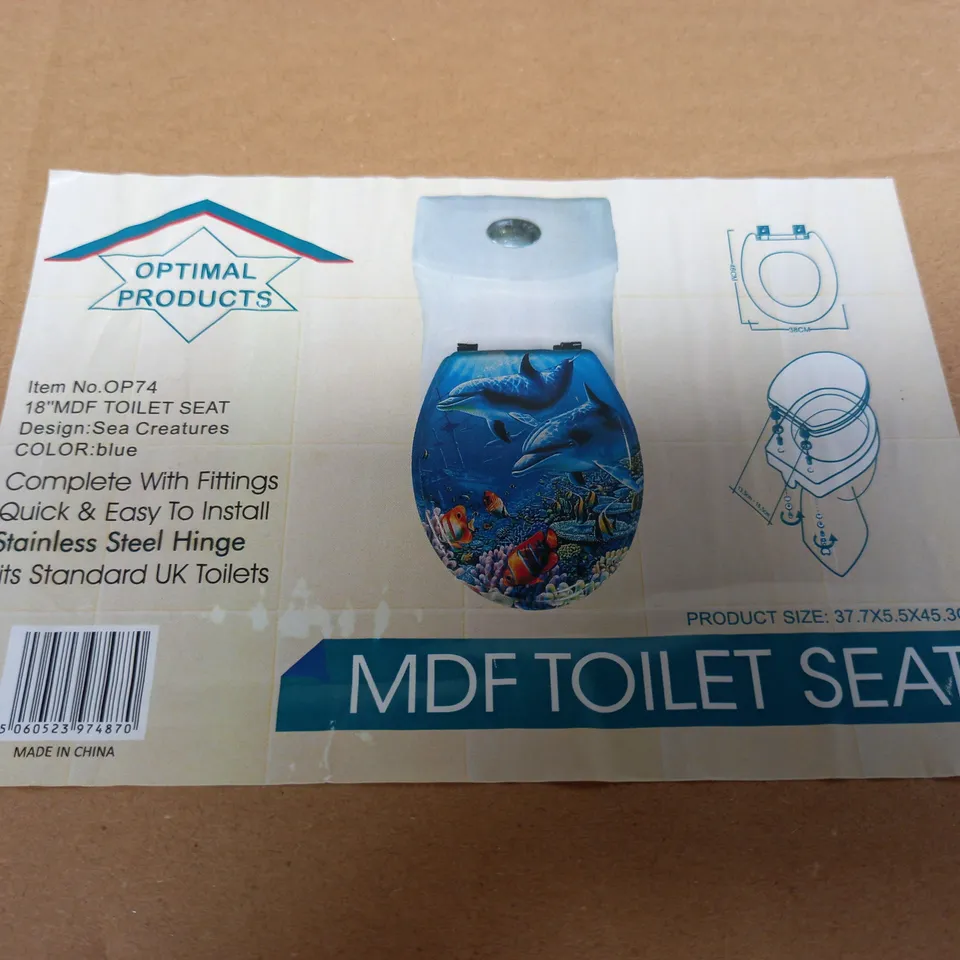 OPTIMAL
PRODUCTS
Item No.OP74
18"MDF TOILET SEAT
Design:Sea Creatures
COLOR:blue
Complete With Fittings
Quick & Easy To Install
Stainless Steel Hinge
its Standard UK Toilets
5 060523 974870
MADE IN CHINA
38CM
PRODUCT SIZE: 37.7X5.5X45.3C
MDF TOILET SEAT